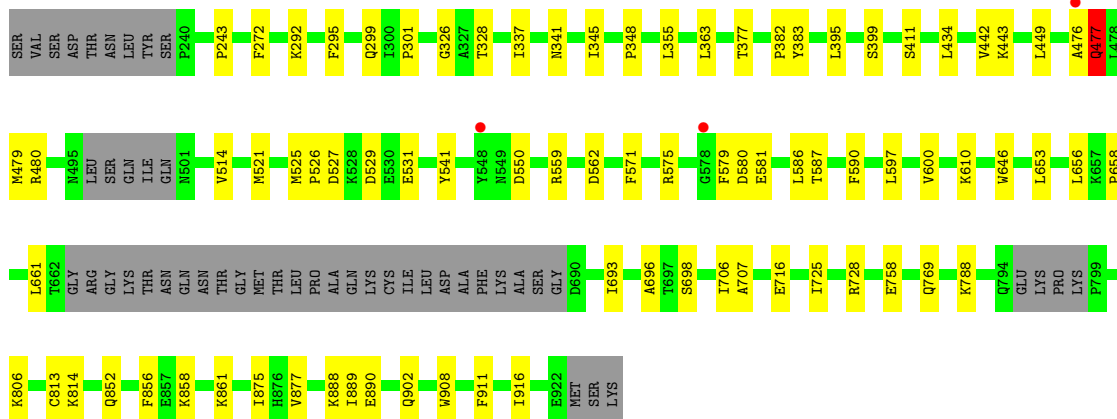 SER VAL SER ASP THR ASN LEU TYR SER P240 P243 F272 K292 F295 Q299 I300 P301 G326 A327 T328 I337 N341 I345 P348 L355 L363 T377 P382 Y383 L395 S399 S411 L434 V442 K443 L449 A476 Q477 L478
M479 R480 N495 LEU SER GLN ILE GLN N501 V514 M521 M525 P526 D527 K528 D529 E530 E531 Y541 Y548 N549 D550 R559 D562 F571 R575 G578 F579 D580 E581 L586 T587 F590 L597 V600 K610 W646 L653 L656 K657 P658
L661 T662 GLY ARG GLY LYS THR ASN GLN ASN THR GLY MET THR LEU PRO ALA GLN LYS CYS ILE LEU ASP ALA PHE LYS ALA SER GLY D690 I693 A696 T697 S698 I706 A707 E716 I725 R728 E758 Q769 K788 Q794 GLU LYS PRO LYS P799
K806 C813 K814 Q852 F856 E857 K858 K861 I875 H876 V877 K888 I889 E890 Q902 W908 F911 I916 E922 MET SER LYS